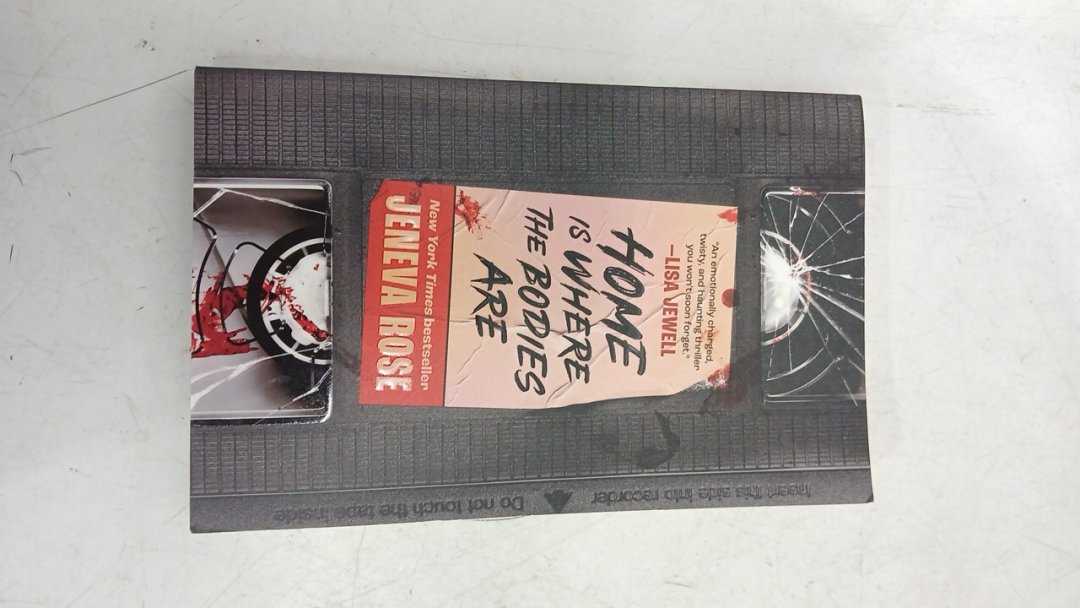 "An emotionally charged,
twisty, and haunting thriller
you won't soon forget."
—LISA JEWELL
HOME
IS WHERE
THE BODIES
ARE
New York Times bestseller
JENEVA ROSE
Insert this side into recorder
Do not touch the tape inside